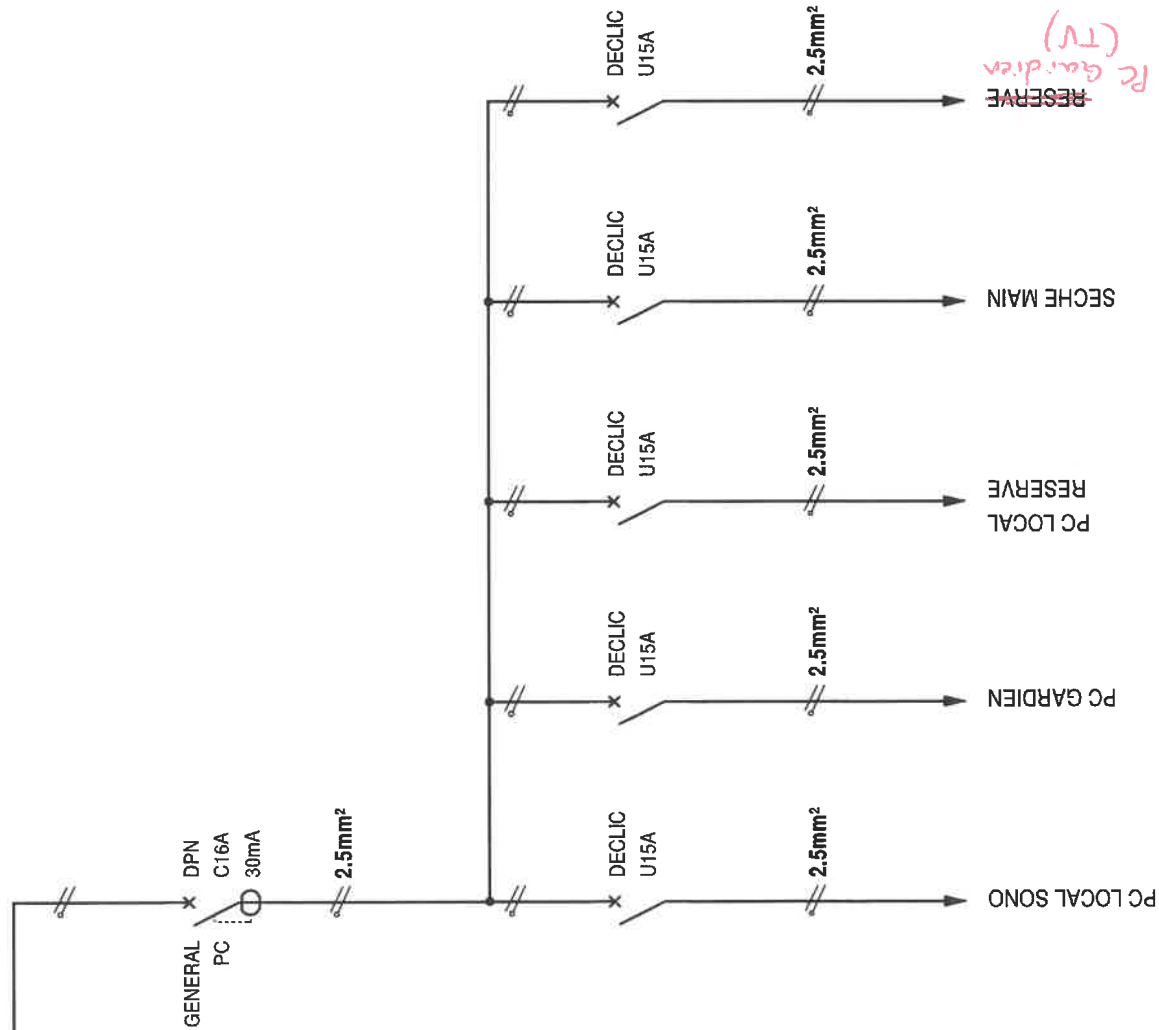 GENERAL
PC
DPN
C16A
30mA
2.5mm²
DECLIC
U15A
2.5mm²
PC LOCAL SONO
DECLIC
U15A
2.5mm²
PC GARDIEN
DECLIC
U15A
2.5mm²
PC LOCAL
RESERVE
DECLIC
U15A
2.5mm²
SECHE MAIN
DECLIC
U15A
2.5mm²
RESERVE
PC Gardien
(TV)